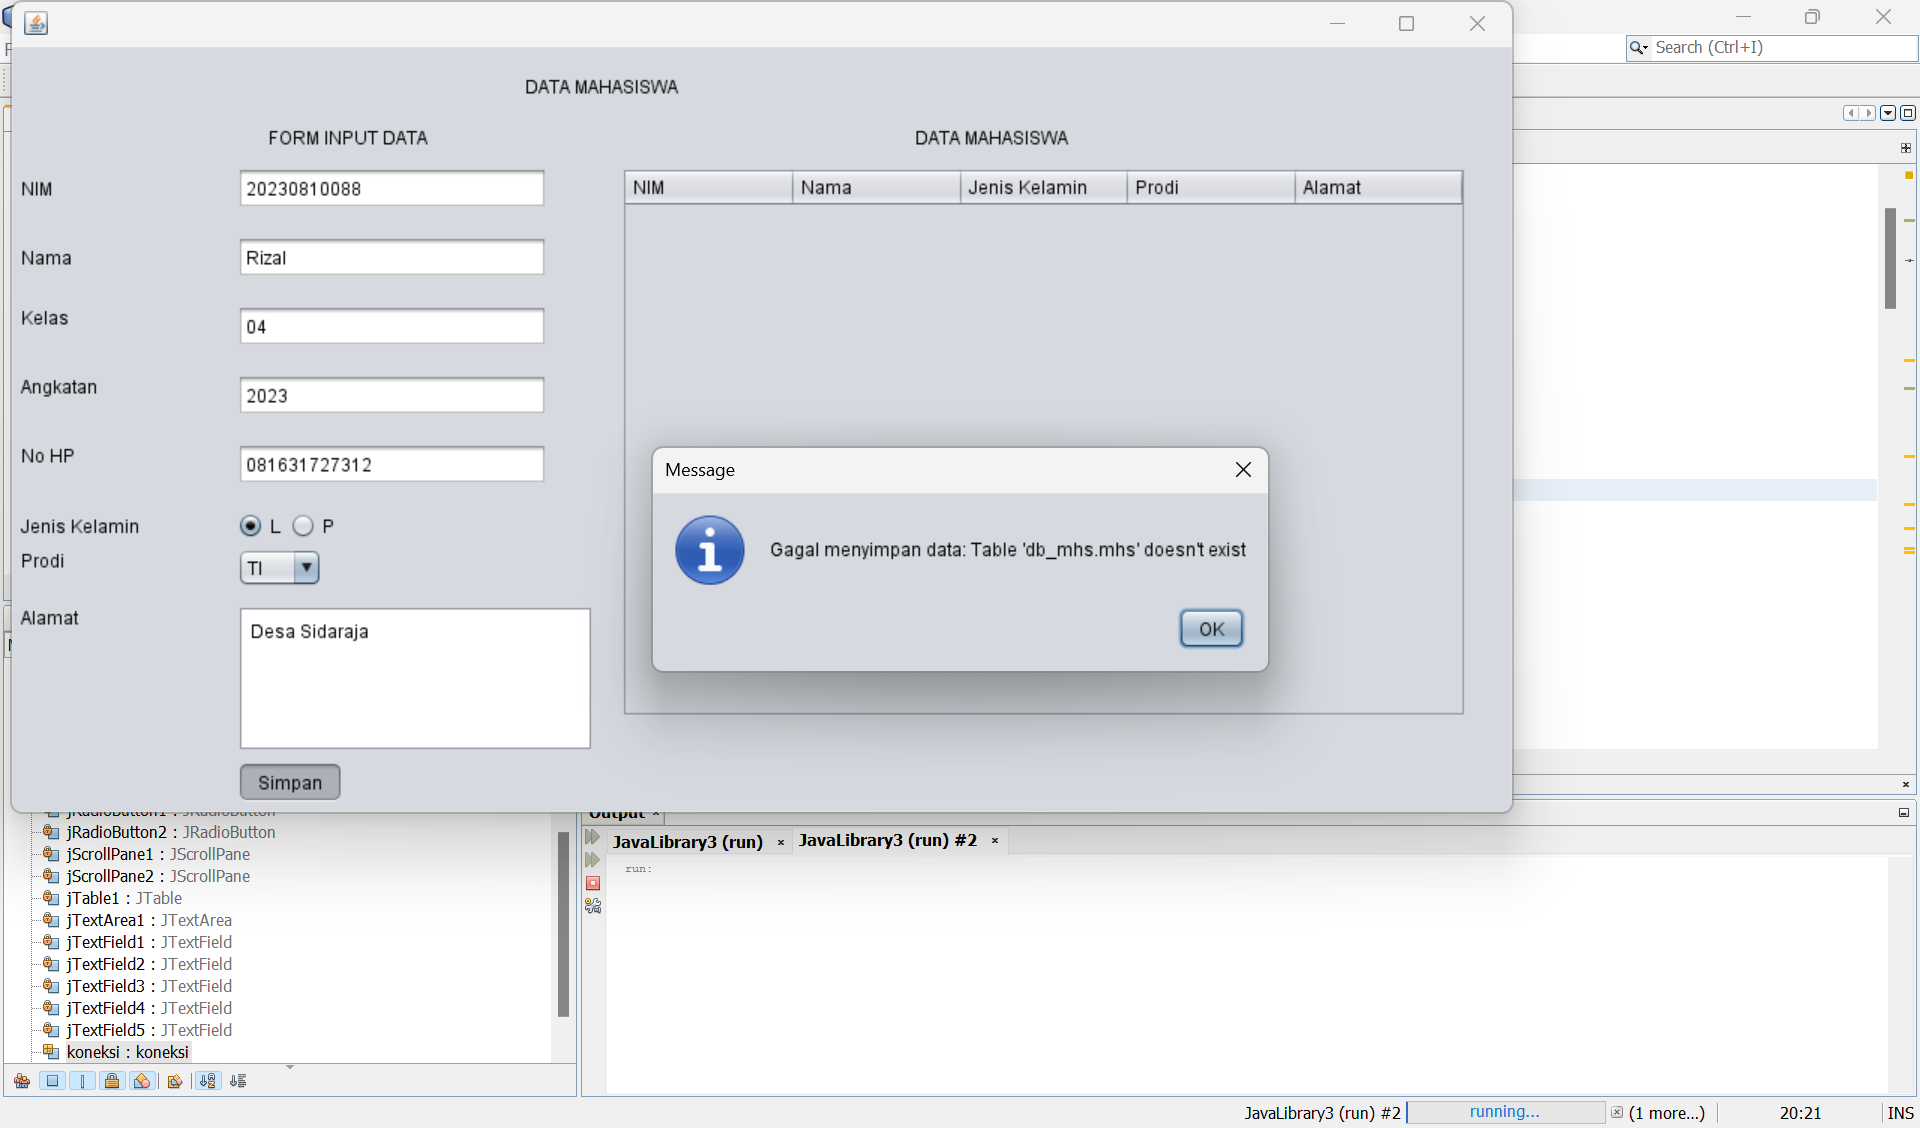 Search (Ctrl+I)
DATA MAHASISWA
FORM INPUT DATA
DATA MAHASISWA
NIM
20230810088
NIM Nama Jenis Kelamin Prodi Alamat
Nama
Rizal
Kelas
04
Angkatan
2023
No HP
081631727312
Jenis Kelamin
L P
Prodi
TI
Alamat
Desa Sidaraja
Simpan
Message
Gagal menyimpan data: Table 'db_mhs.mhs' doesn't exist
OK
jRadioButton1 : JRadioButton
jRadioButton2 : JRadioButton
jScrollPane1 : JScrollPane
jScrollPane2 : JScrollPane
jTable1 : JTable
jTextArea1 : JTextArea
jTextField1 : JTextField
jTextField2 : JTextField
jTextField3 : JTextField
jTextField4 : JTextField
jTextField5 : JTextField
koneksi : koneksi
Output
JavaLibrary3 (run) JavaLibrary3 (run) #2
run:
JavaLibrary3 (run) #2 running... (1 more...) 20:21 INS